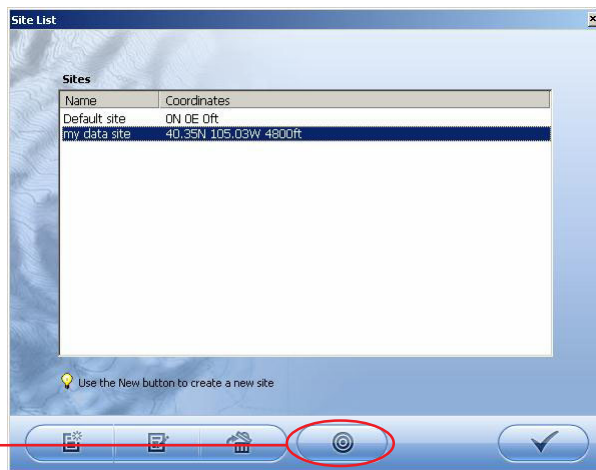 Site List
Sites
Name Coordinates
Default site 0N 0E 0ft
my data site 40.35N 105.03W 4800ft
Use the New button to create a new site